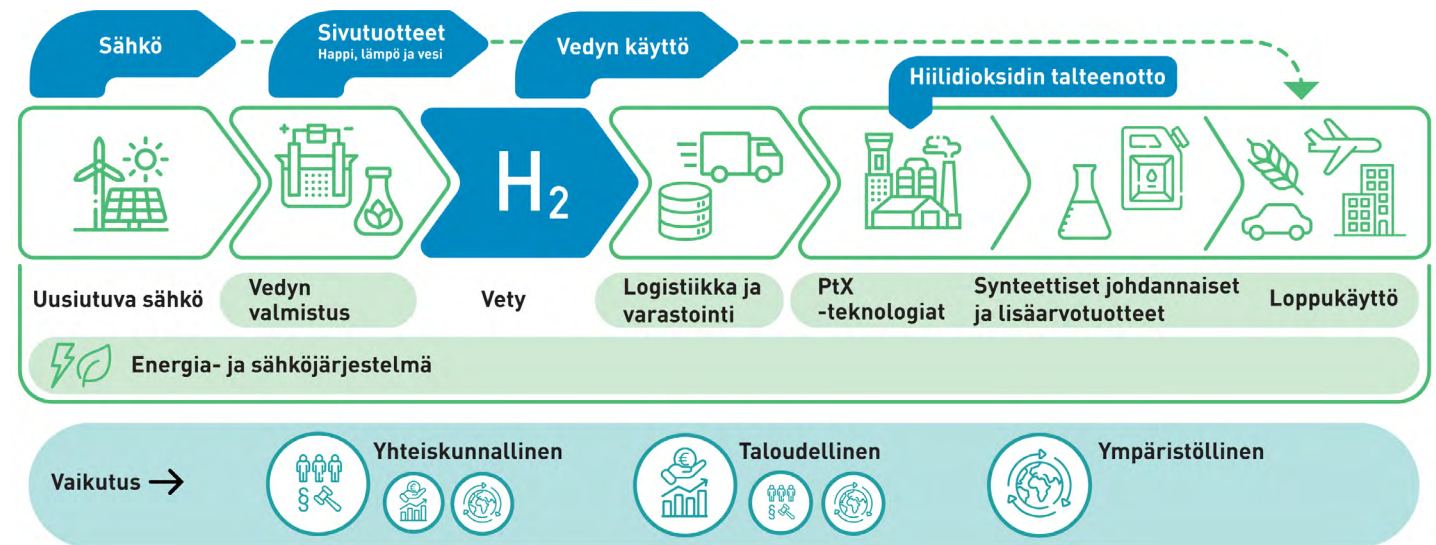 Sähkö
Sivutuotteet
Happi, lämpö ja vesi
Vedyn käyttö
Hiilidioksidin talteenotto
H2
Uusiutuva sähkö
Vedyn
valmistus
Vety
Logistiikka ja
varastointi
PtX
-teknologiat
Synteettiset johdannaiset
ja lisäarvotuotteet
Loppukäyttö
Energia- ja sähköjärjestelmä
Vaikutus →
Yhteiskunnallinen
Taloudellinen
Ympäristöllinen